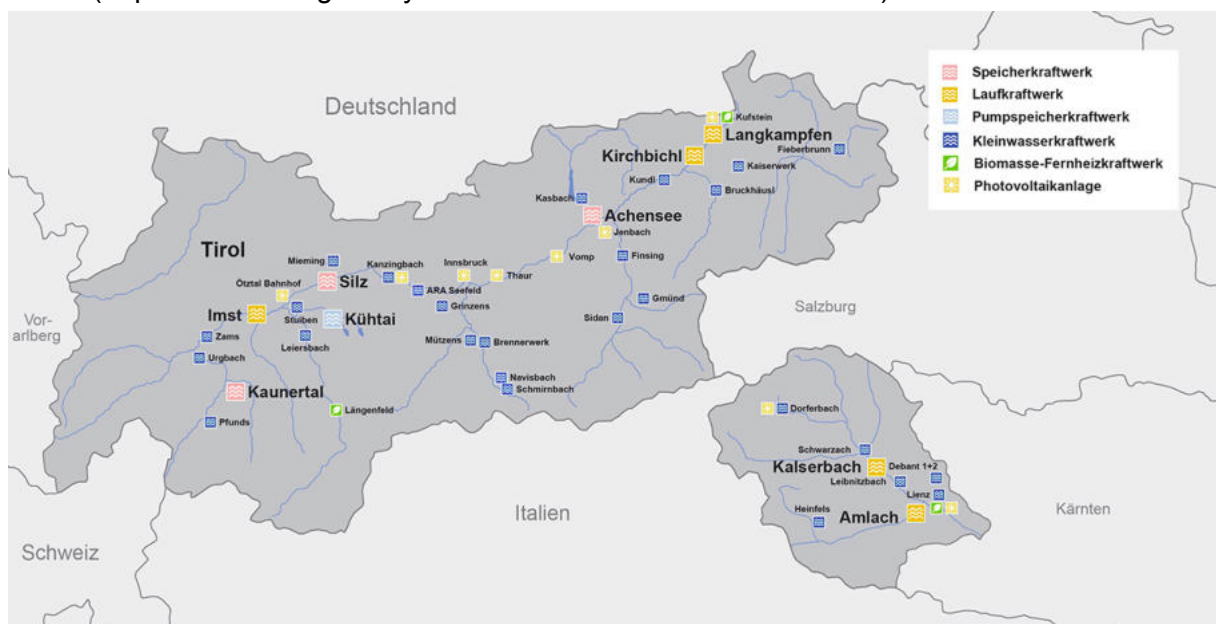 Deutschland
Speicherkraftwerk
Laufkraftwerk
Pumpspeicherkraftwerk
Kleinwasserkraftwerk
Biomasse-Fernheizkraftwerk
Photovoltaikanlage
Kufstein
Langkampfen
Fieberbrunn
Kirchbichl
Kaiserwerk
Kundl
Bruckhäusl
Kasbach
Achensee
Jenbach
Tirol
Mieming
Kanzingbach
Innsbruck
Vomp
Finsing
Ötztal Bahnhof
Silz
Thaur
ARA Seefeld
Grinzens
Gmünd
Salzburg
Imst
Stuiben
Kühtai
Sidan
Vor-
arlberg
Zams
Leiersbach
Mützens
Brennerwerk
Urgbach
Navisbach
Schmirnbach
Kaunertal
Längenfeld
Pfunds
Dorferbach
Schwarzach
Kalserbach
Debant 1+2
Leibnitzbach
Lienz
Heinfels
Amlach
Kärnten
Italien
Schweiz